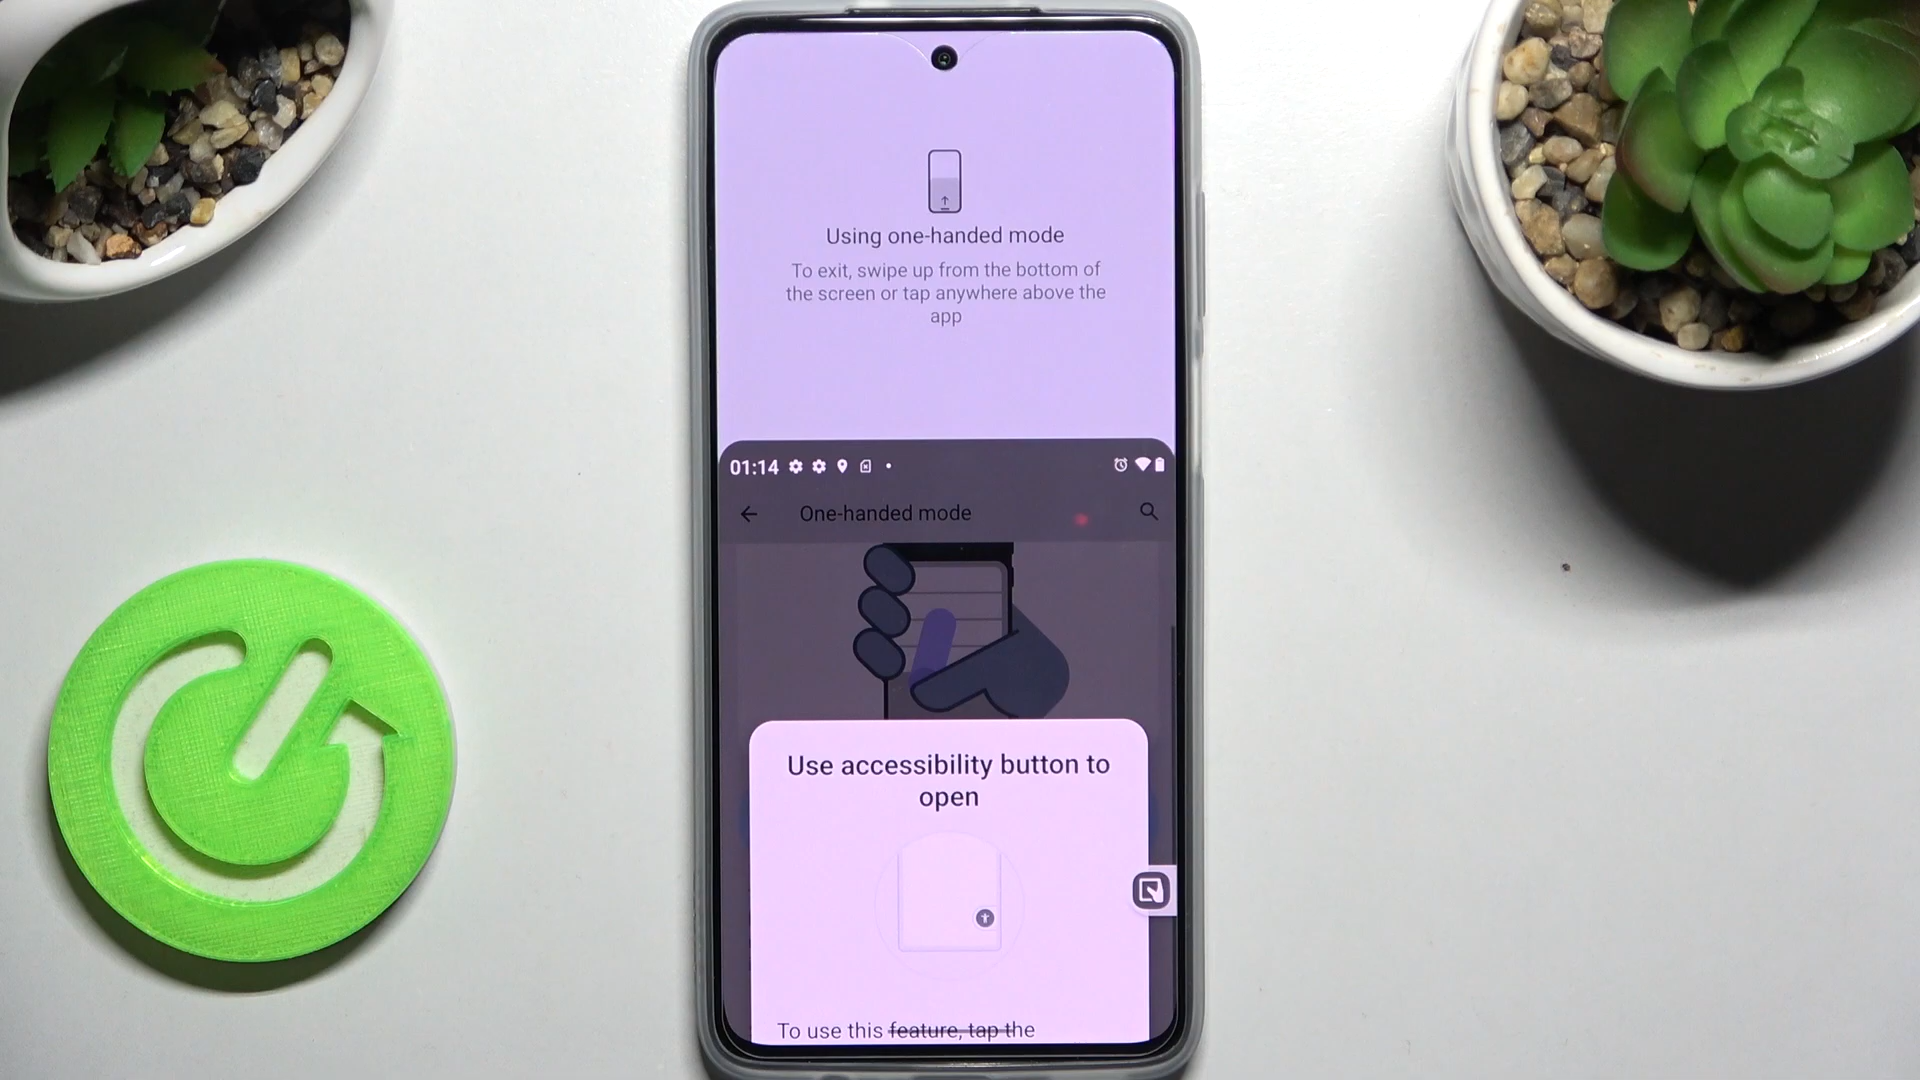 Using one-handed mode
To exit, swipe up from the bottom of
the screen or tap anywhere above the
app
01:14
One-handed mode
Use accessibility button to
open
To use this feature, tap the